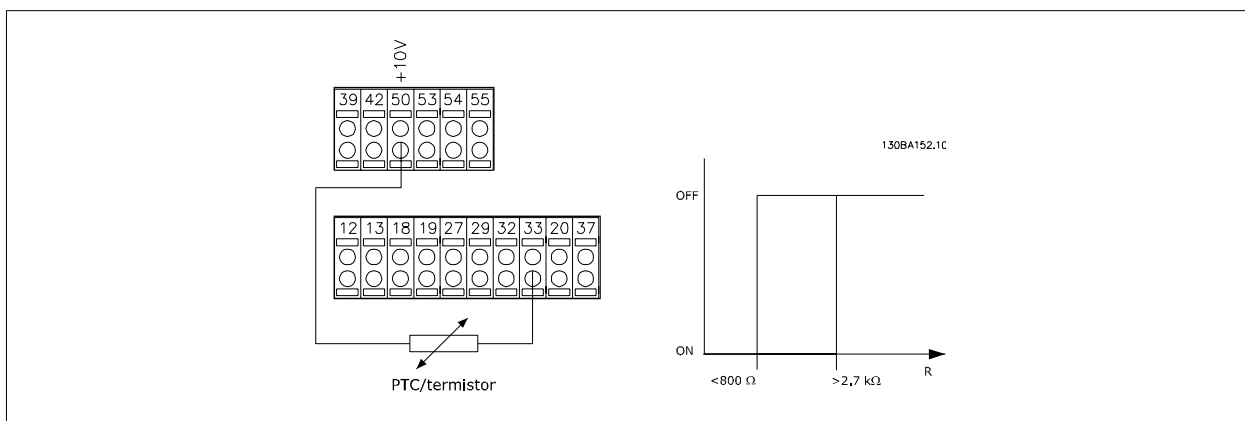 +10V
39 42 50 53 54 55
12 13 18 19 27 29 32 33 20 37
PTC/termistor
130BA152.10
OFF
ON
<800 Ω
>2,7 kΩ
R